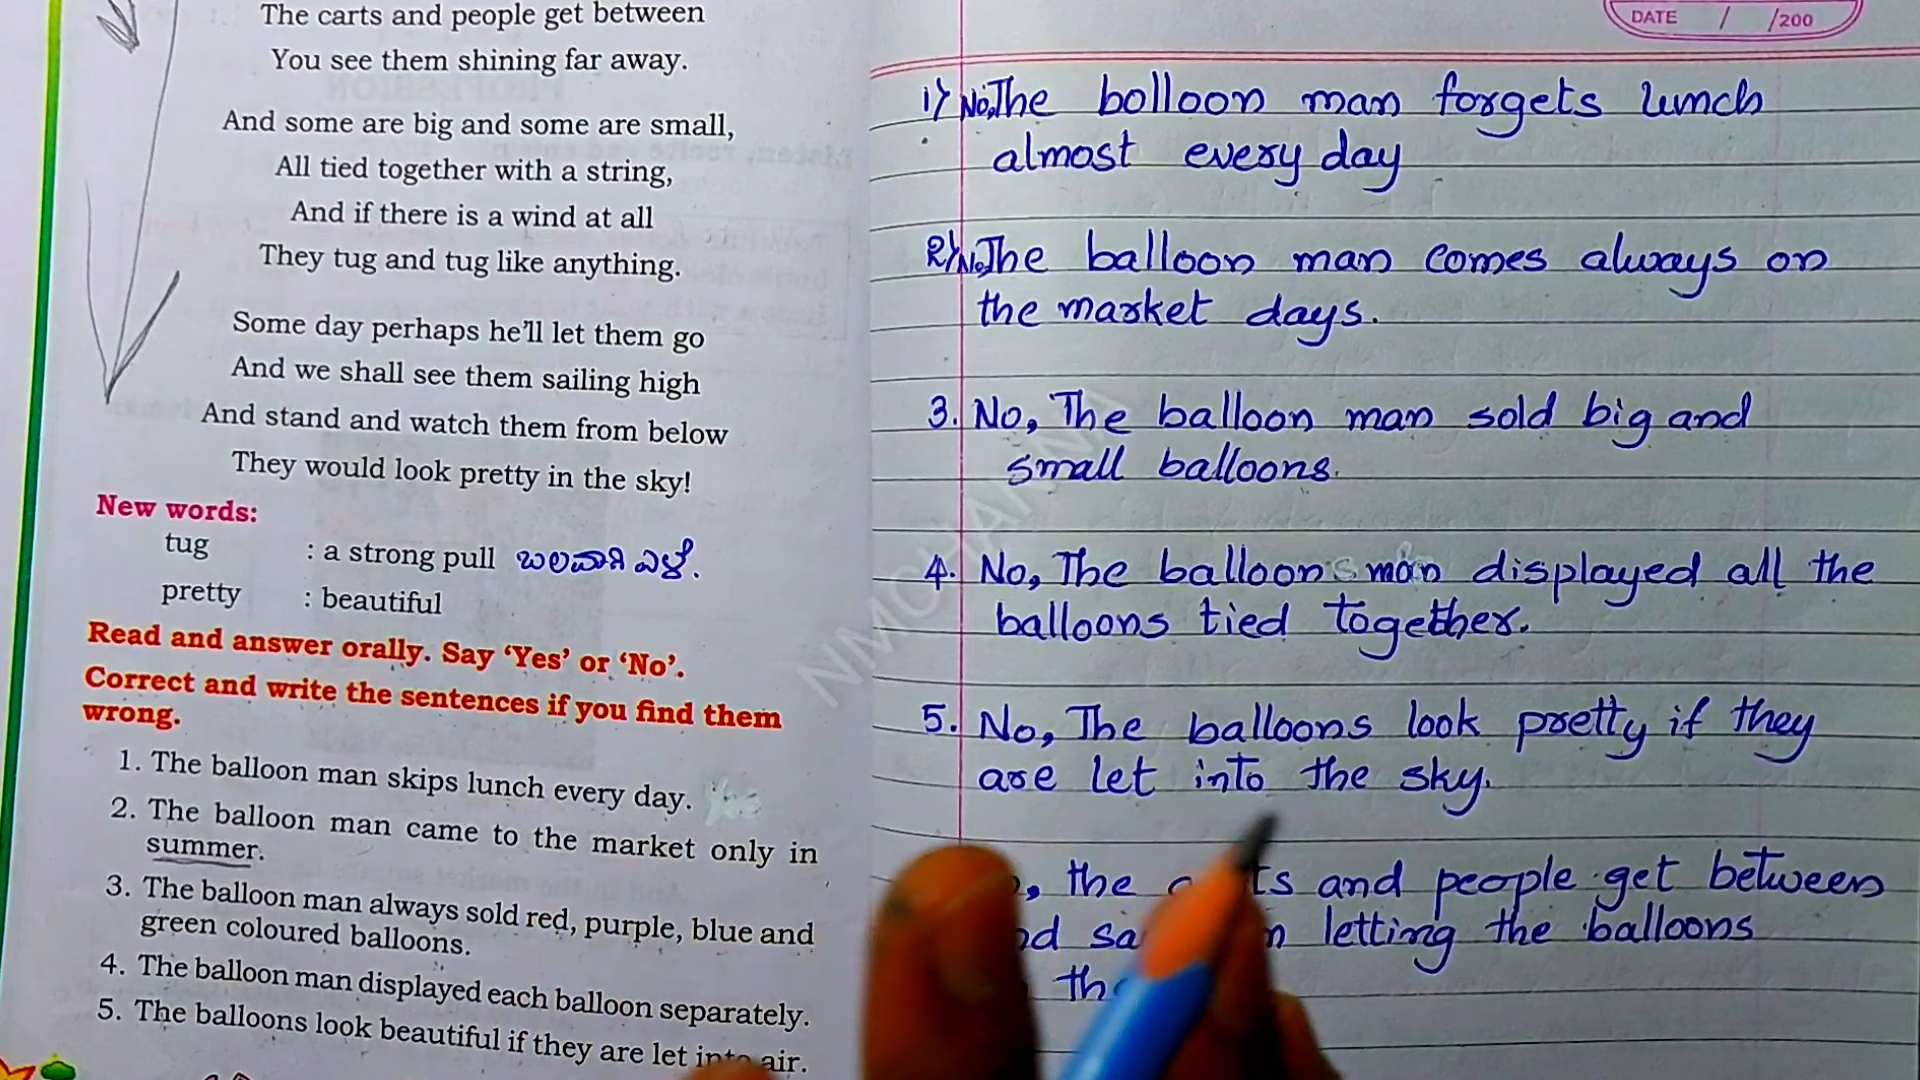 The carts and people get between
You see them shining far away.
And some are big and some are small,
All tied together with a string,
And if there is a wind at all
They tug and tug like anything.
Some day perhaps he'll let them go
And we shall see them sailing high
And stand and watch them from below
They would look pretty in the sky!
New words:
tug : a strong pull ಬಲವಾಗಿ ಎಳೆ.
pretty : beautiful
Read and answer orally. Say 'Yes' or 'No'.
Correct and write the sentences if you find them
wrong.
1. The balloon man skips lunch every day.
2. The balloon man came to the market only in
summer.
3. The balloon man always sold red, purple, blue and
green coloured balloons.
4. The balloon man displayed each balloon separately.
5. The balloons look beautiful if they are let into air.
DATE / /200
1) No, The bolloon man forgets lunch
almost every day
2) No, The balloon man comes always on
the market days.
3. No, The balloon man sold big and
small balloons.
4. No, The balloon man displayed all the
balloons tied together.
5. No, The balloons look pretty if they
are let into the sky.
the and people get between
letting the balloons
NMCHANNA